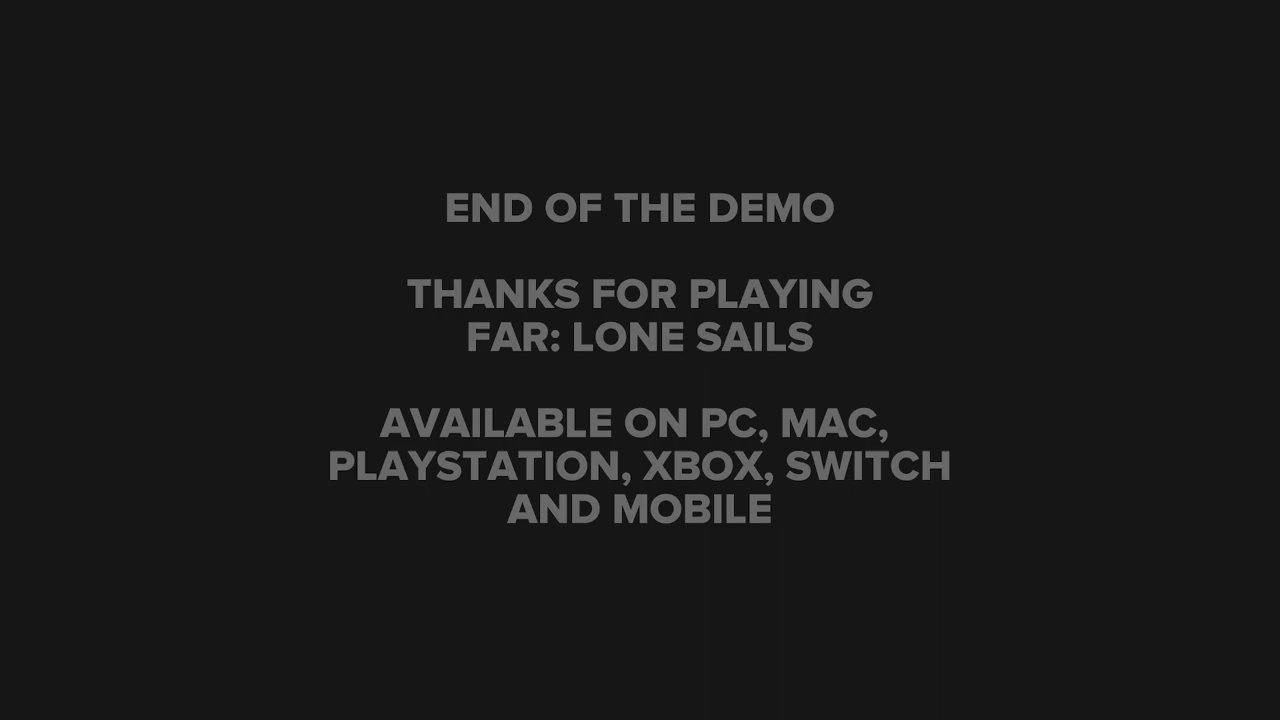 END OF THE DEMO
THANKS FOR PLAYING
FAR: LONE SAILS
AVAILABLE ON PC, MAC,
PLAYSTATION, XBOX, SWITCH
AND MOBILE